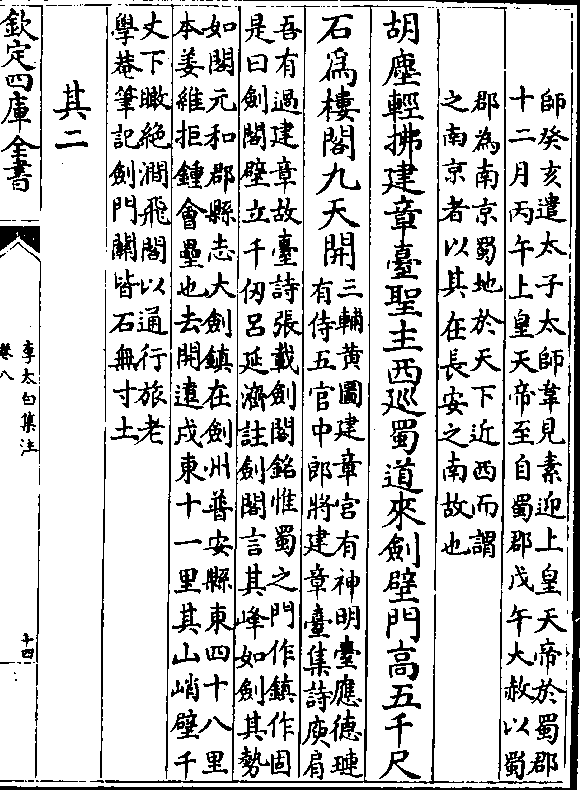 師癸亥遣太子太師韋見素迎上皇天帝於蜀郡
十二月丙午上皇天帝至自蜀郡戊午大赦以蜀
郡為南京蜀地於天下近西而謂
之南京者以其在長安之南故也
胡塵輕拂建章臺聖主西巡蜀道來劍壁門高五千尺
石為樓閣九天開
三輔黃圖建章宮有神明臺應德璉
有侍五官中郎將建章臺集詩庾肩
吾有過建章故臺詩張載劍閣銘惟蜀之門作鎮作固
是曰劍閣壁立千仞呂延濟註劍閣言其峰如劍其勢
如閣元和郡縣志大劍鎮在劍州普安縣東四十八里
本姜維拒鍾會壘也去開遠戍東十一里其山峭壁千
丈下瞰絶澗飛閣以通行旅老
學菴筆記劍門關皆石無寸土
其二
欽定四庫全書
李太白集注
卷八
十四